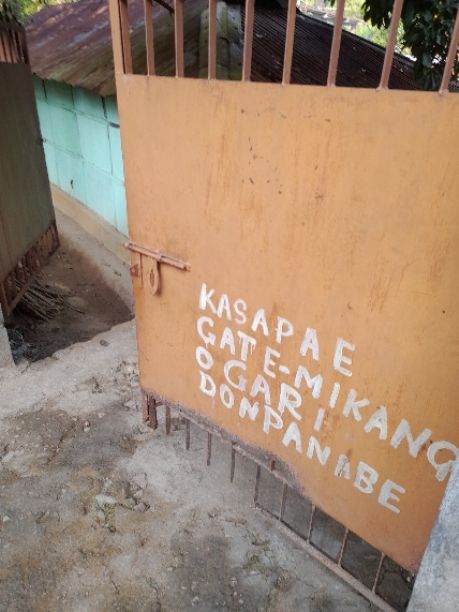 KASAPAE
GATE-MIKANG
OGARI
DONPANABE